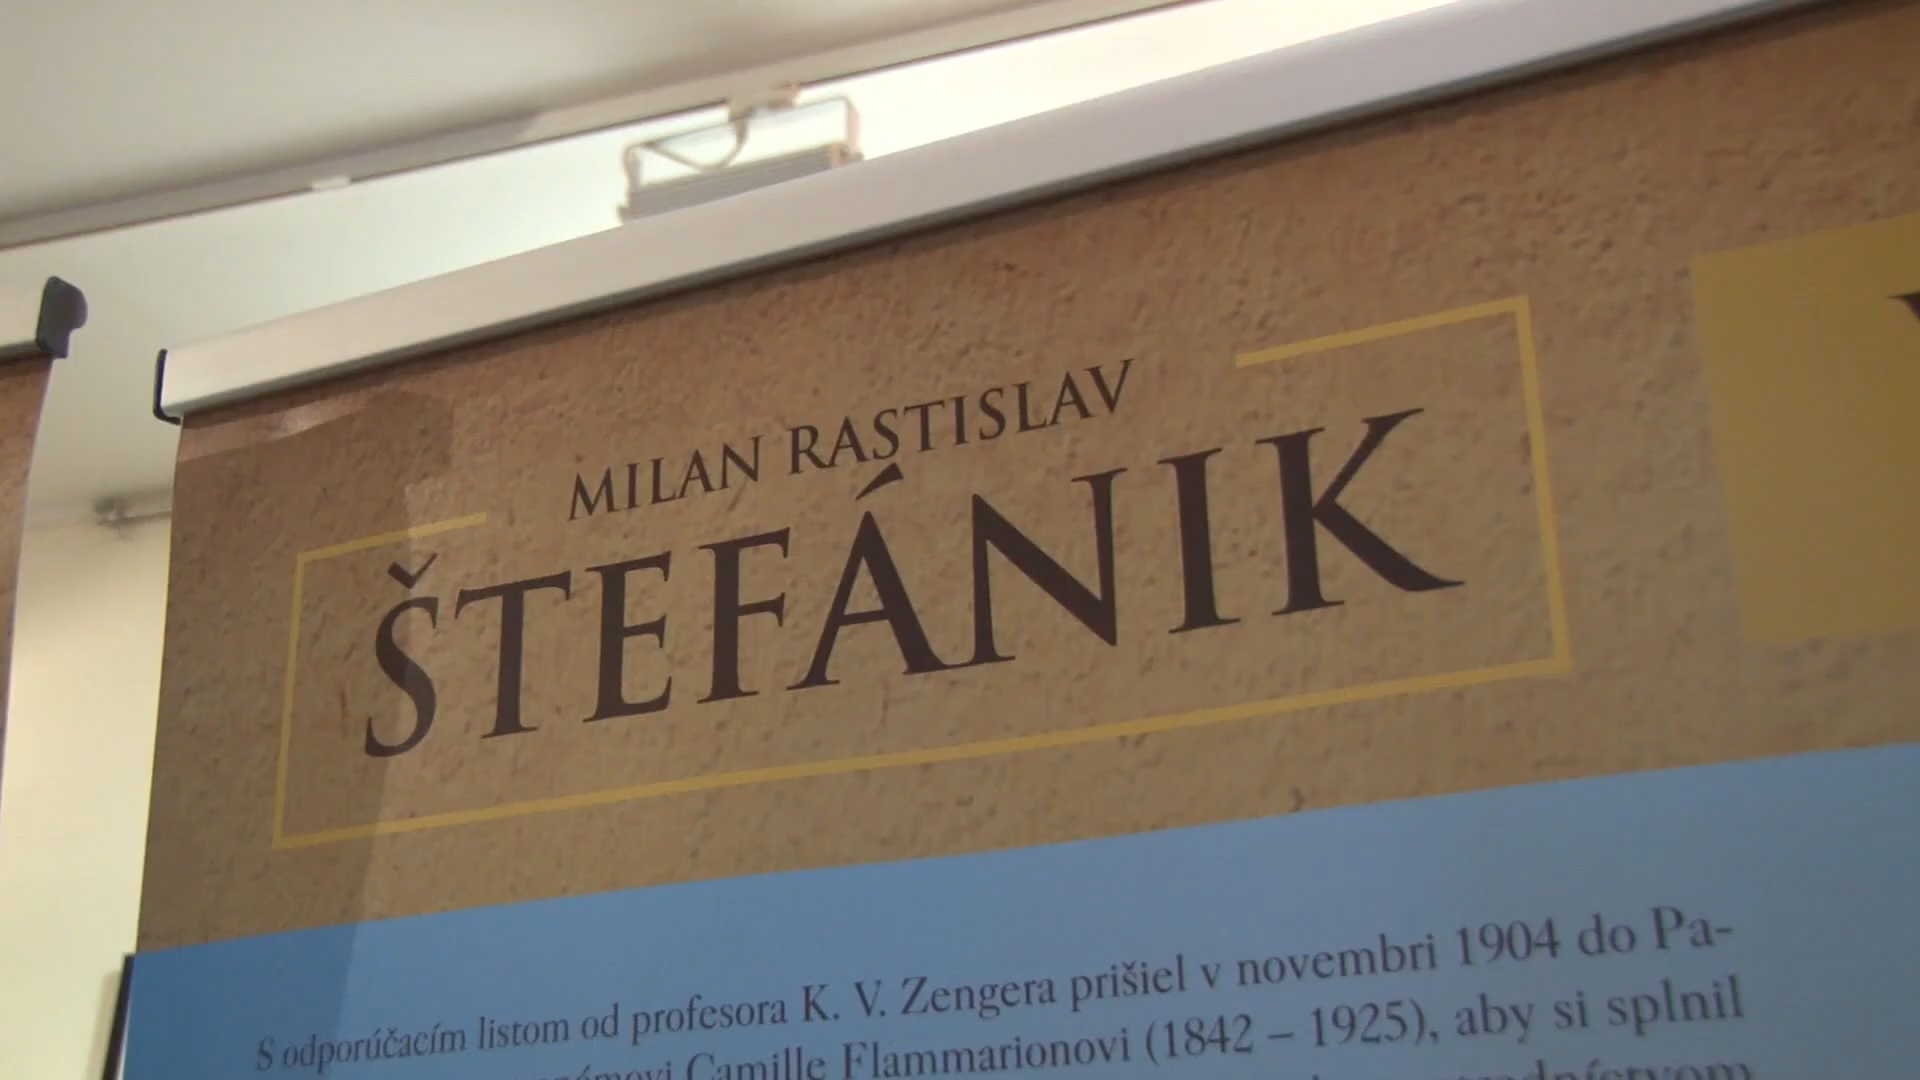 MILAN RASTISLAV
ŠTEFÁNIK
S odporúčacím listom od profesora K. V. Zengera prišiel v novembri 1904 do Pa-
Camille Flammarionovi (1842 – 1925), aby si splnil